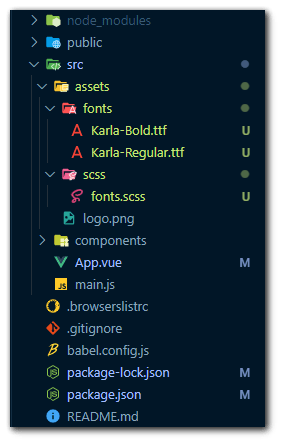 node_modules
public
src
assets
fonts
Karla-Bold.ttf U
Karla-Regular.ttf U
scss
fonts.scss U
logo.png
components
App.vue M
JS main.js
.browserslistrc
.gitignore
babel.config.js
package-lock.json M
package.json M
README.md